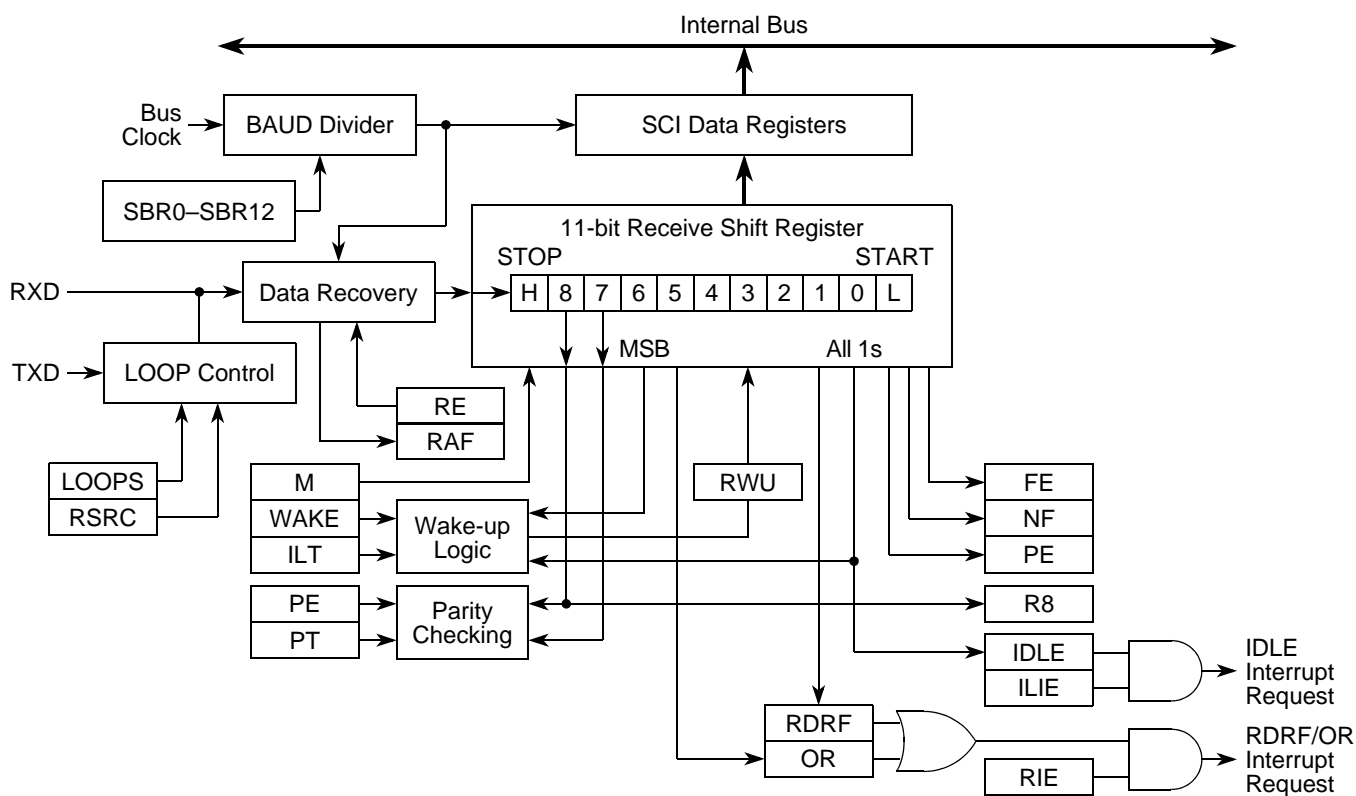 Internal Bus
Bus
Clock
BAUD Divider
SCI Data Registers
SBR0–SBR12
11-bit Receive Shift Register
STOP
START
RXD
Data Recovery
H 8 7 6 5 4 3 2 1 0 L
MSB
All 1s
TXD
LOOP Control
RE
RAF
LOOPS
RSRC
M
WAKE
ILT
Wake-up
Logic
RWU
FE
NF
PE
PE
PT
Parity
Checking
R8
IDLE
ILIE
IDLE
Interrupt
Request
RDRF
OR
RIE
RDRF/OR
Interrupt
Request